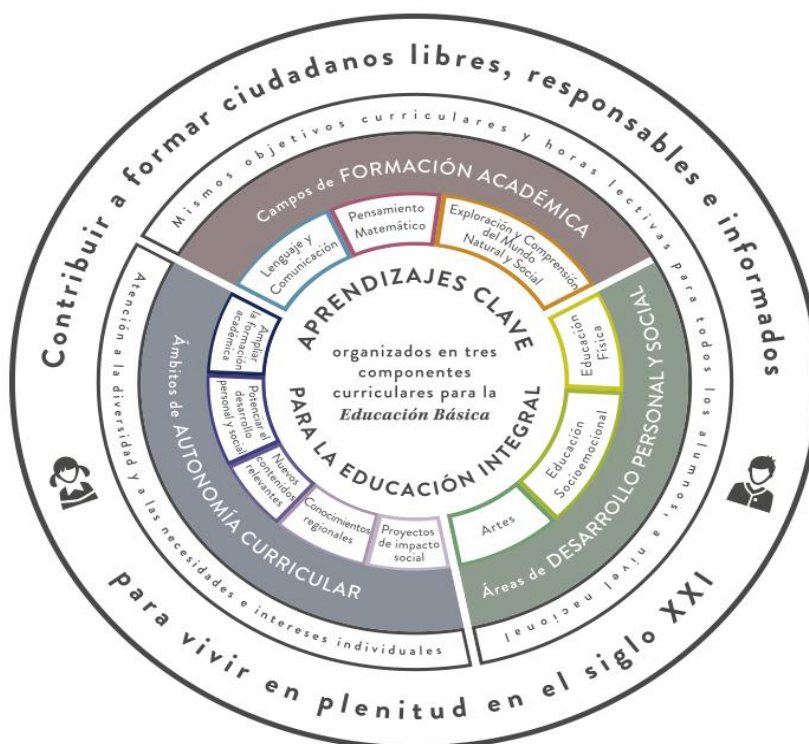 Contribuir a formar ciudadanos libres, responsables e informados
para vivir en plenitud en el siglo XXI
Mismos objetivos curriculares y horas lectivas para todos los alumnos, a nivel nacional
Atención a la diversidad y a las necesidades e intereses individuales
Campos de FORMACIÓN ACADÉMICA
Lenguaje y
Comunicación
Pensamiento
Matemático
Exploración y Comprensión
del Mundo
Natural y Social
Áreas de DESARROLLO PERSONAL Y SOCIAL
Educación
Física
Educación
Socioemocional
Artes
Ámbitos de AUTONOMÍA CURRICULAR
Ampliar
la formación
académica
Potenciar el
desarrollo
personal y social
Nuevos
contenidos
relevantes
Conocimientos
regionales
Proyectos
de impacto
social
APRENDIZAJES CLAVE
organizados en tres
componentes
curriculares para la
Educación Básica
PARA LA EDUCACIÓN INTEGRAL